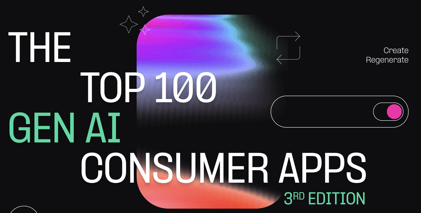 THE
Create
Regenerate
TOP 100
GEN AI
CONSUMER APPS
3RD EDITION